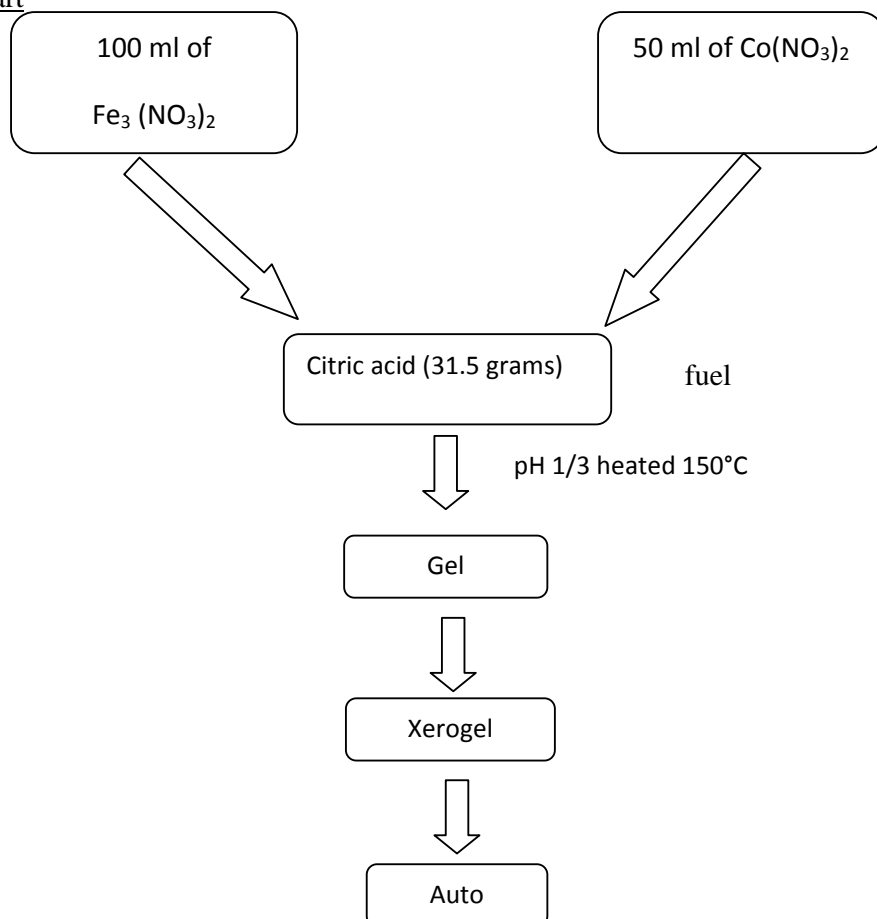 100 ml of
Fe₃ (NO₃)₂
50 ml of Co(NO₃)₂
Citric acid (31.5 grams)
fuel
pH 1/3 heated 150°C
Gel
Xerogel
Auto